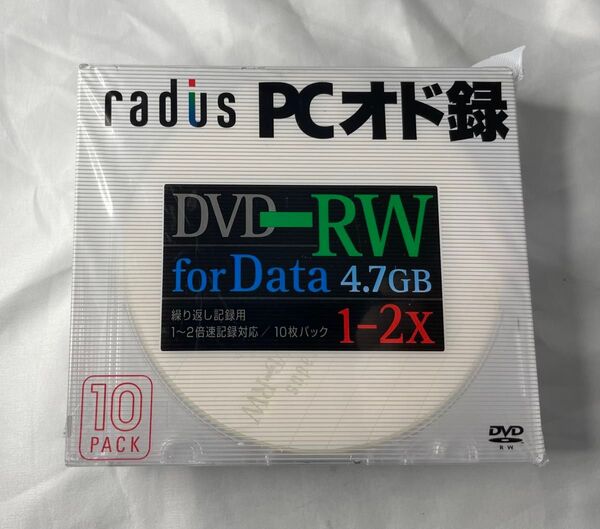 radius PCオド録
DVD-RW
for Data 4.7GB
繰り返し記録用
1〜2倍速記録対応／10枚パック 1-2X
10
PACK
DVD
RW